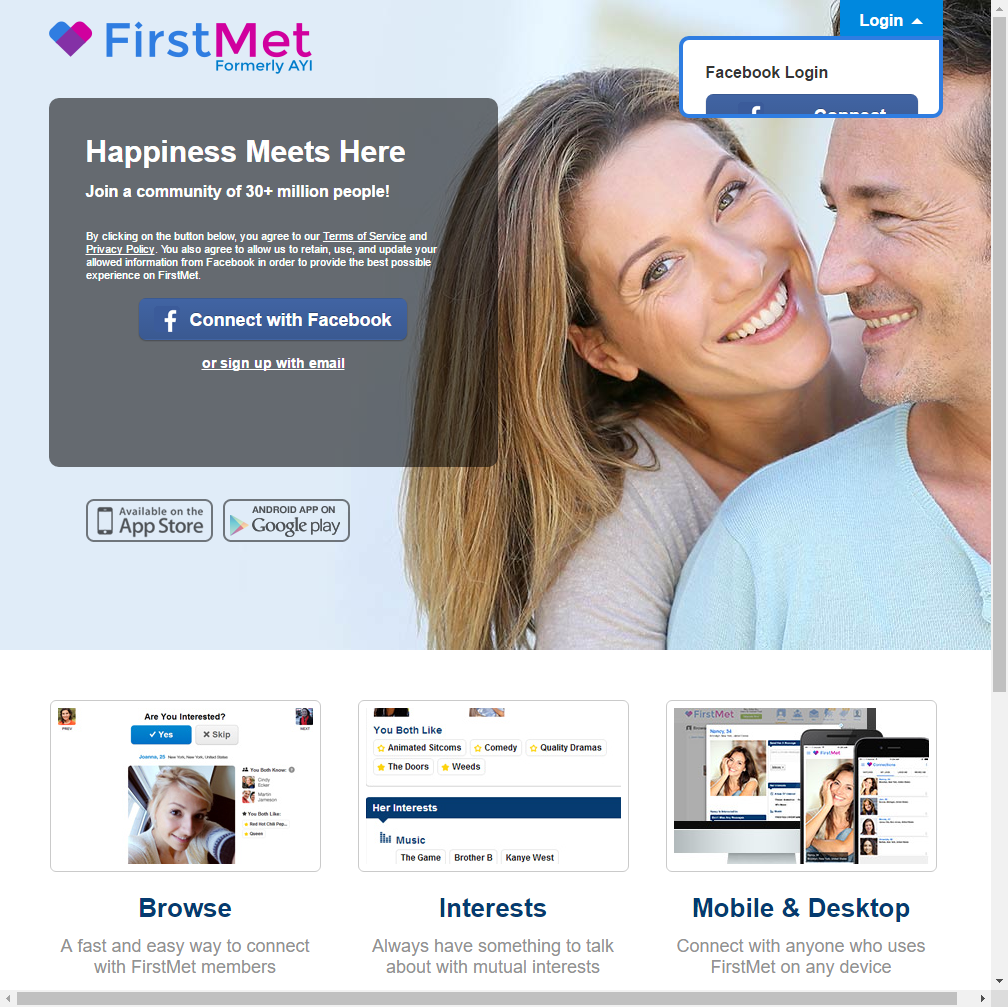 FirstMet
Formerly AYI
Login
Facebook Login
Connect
Happiness Meets Here
Join a community of 30+ million people!
By clicking on the button below, you agree to our Terms of Service and
Privacy Policy. You also agree to allow us to retain, use, and update your
allowed information from Facebook in order to provide the best possible
experience on FirstMet.
Connect with Facebook
or sign up with email
Available on the
App Store
ANDROID APP ON
Google play
Are You Interested?
PREV
Yes
Skip
NEXT
Joanna, 25 New York, New York, United States
You Both Know:
Cindy
Ecker
Martin
Jameson
You Both Like:
Red Hot Chili Pep...
Queen
You Both Like
Animated Sitcoms
Comedy
Quality Dramas
The Doors
Weeds
Her Interests
Music
The Game
Brother B
Kanye West
FirstMet
Nancy, 34
FirstMet
Connections
Browse
A fast and easy way to connect
with FirstMet members
Interests
Always have something to talk
about with mutual interests
Mobile & Desktop
Connect with anyone who uses
FirstMet on any device